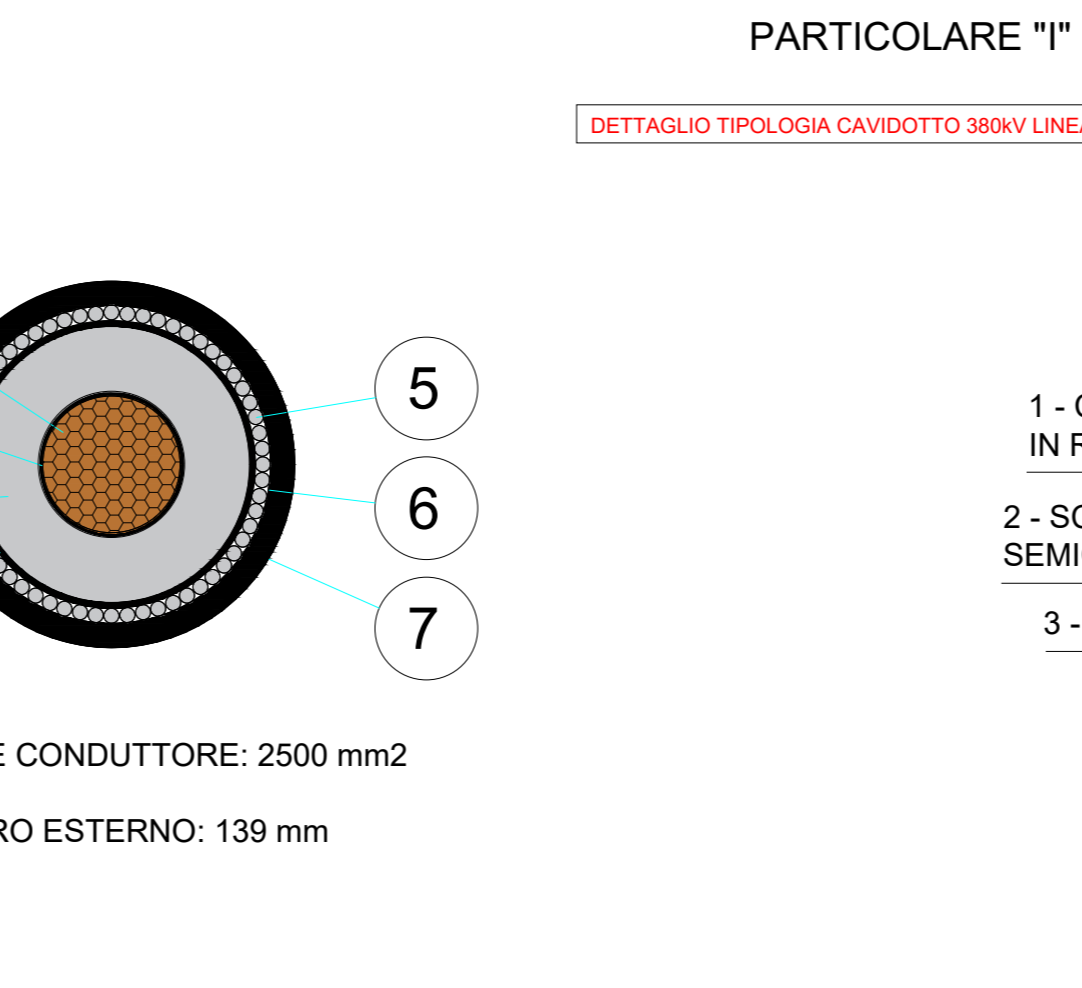 PARTICOLARE "I"
DETTAGLIO TIPOLOGIA CAVIDOTTO 380kV
5
6
7
1 -
IN
2 -
3 -
CONDUTTORE: 2500 mm2
ESTERNO: 139 mm